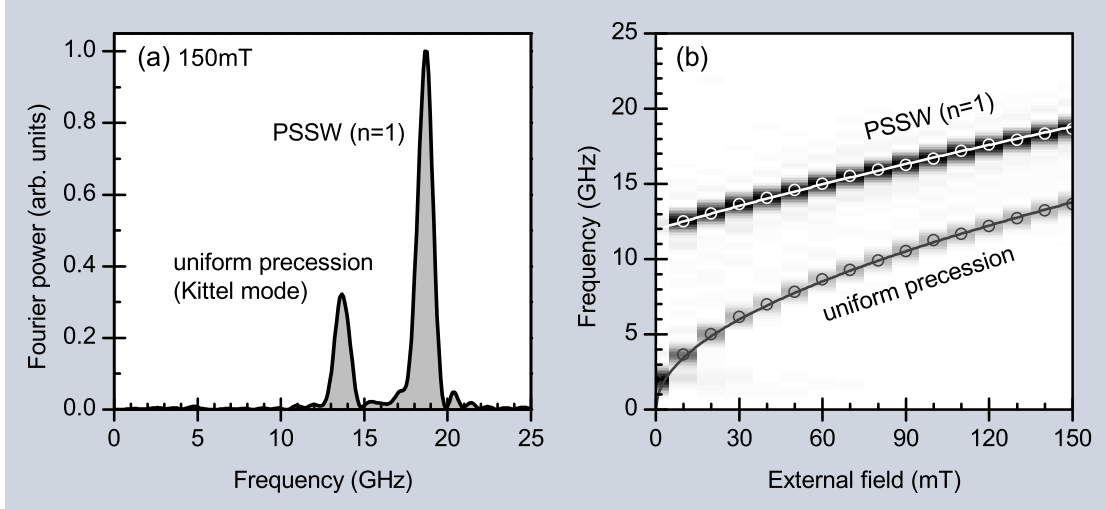 (a) 150mT
1.0
0.8
0.6
0.4
0.2
0.0
Fourier power (arb. units)
PSSW (n=1)
uniform precession
(Kittel mode)
0 5 10 15 20 25
Frequency (GHz)
(b)
25
20
15
10
5
0
Frequency (GHz)
PSSW (n=1)
uniform precession
0 30 60 90 120 150
External field (mT)